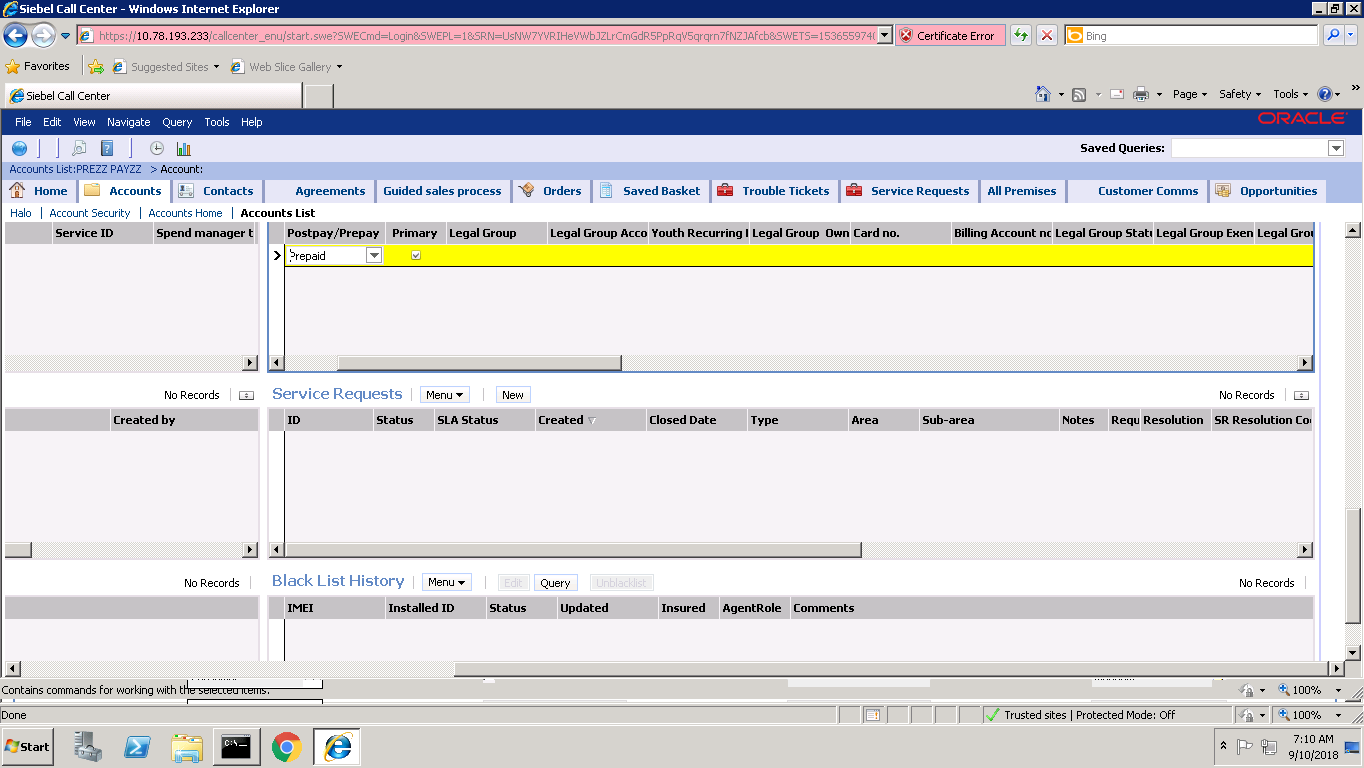 Siebel Call Center - Windows Internet Explorer
https://10.78.193.233/callcenter_enu/start.swe?SWECmd=Login&SWEPL=1&SRN=UsNW7YVRIHeVWbJZLrCmGdR5PpRqV5qrqrn7fNZJAfcb&SWETS=1536559740 Certificate Error Bing
Favorites Suggested Sites Web Slice Gallery
Siebel Call Center Page Safety Tools
File Edit View Navigate Query Tools Help ORACLE
Saved Queries:
Accounts List:PREZZ PAYZZ > Account:
Home Accounts Contacts Agreements Guided sales process Orders Saved Basket Trouble Tickets Service Requests All Premises Customer Comms Opportunities
Halo Account Security Accounts Home Accounts List
Service ID Spend manager t Postpay/Prepay Primary Legal Group Legal Group Acco Youth Recurring Legal Group Own Card no. Billing Account no Legal Group Statu Legal Group Exen Legal Grou
Prepaid
No Records Service Requests Menu New No Records
Created by ID Status SLA Status Created Closed Date Type Area Sub-area Notes Requ Resolution SR Resolution Co
No Records Black List History Menu Edit Query Unblacklist No Records
IMEI Installed ID Status Updated Insured AgentRole Comments
Contains commands for working with the selected items. 100%
Done Trusted sites | Protected Mode: Off 100%
Start C:\ 7:10 AM
9/10/2018